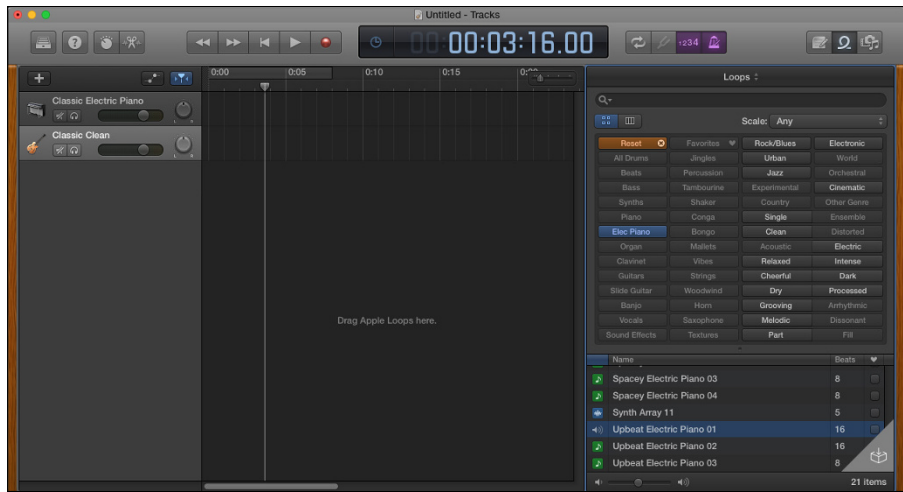 Untitled - Tracks
1234
00:00:03:16.00
0:00 0:05 0:10 0:15
Loops
Classic Electric Piano
Classic Clean
Scale: Any
Reset Favorites Rock/Blues Electronic
All Drums Jingles Urban World
Beats Percussion Jazz Orchestral
Bass Tambourine Experimental Cinematic
Synths Shaker Country Other Genre
Piano Conga Single Ensemble
Elec Piano Bongo Clean Distorted
Organ Mallets Acoustic Electric
Clavinet Vibes Relaxed Intense
Guitars Strings Cheerful Dark
Slide Guitar Woodwind Dry Processed
Banjo Horn Grooving Arrhythmic
Vocals Saxophone Melodic Dissonant
Sound Effects Textures Part Fill
Drag Apple Loops here.
Name Beats
Spacey Electric Piano 03 8
Spacey Electric Piano 04 8
Synth Array 11 5
Upbeat Electric Piano 01 16
Upbeat Electric Piano 02 16
Upbeat Electric Piano 03 8
21 items